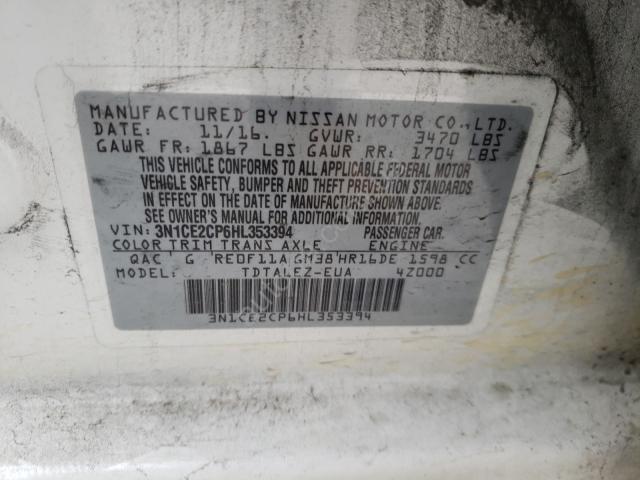 MANUFACTURED BY NISSAN MOTOR CO.,LTD.
DATE: 11/16. GVWR: 3470 LBS
GAWR FR: 1867 LBS GAWR RR: 1704 LBS
THIS VEHICLE CONFORMS TO ALL APPLICABLE FEDERAL MOTOR
VEHICLE SAFETY, BUMPER AND THEFT PREVENTION STANDARDS
IN EFFECT ON THE DATE OF MANUFACTURE SHOWN ABOVE.
SEE OWNER'S MANUAL FOR ADDITIONAL INFORMATION.
VIN: 3N1CE2CP6HL353394 PASSENGER CAR.
COLOR TRIM TRANS AXLE ENGINE
QAC G RE0F11A GM38 HR16DE 1598 CC
MODEL: TDTALEZ-EUA 4Z000
3N1CE2CP6HL353394